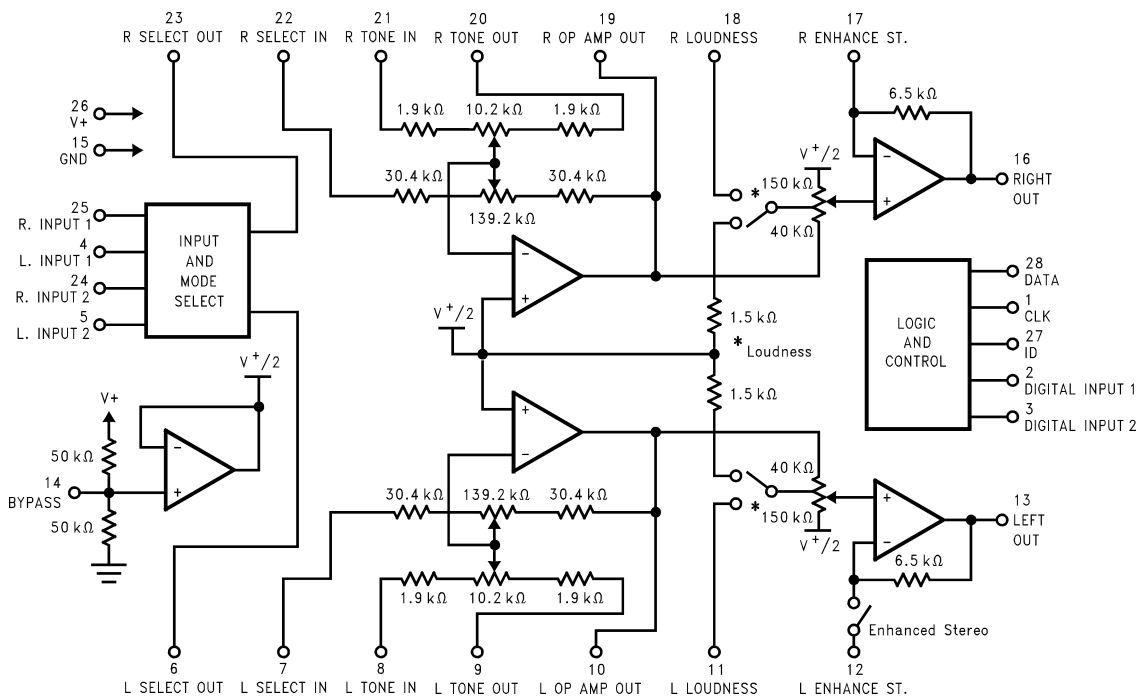 23
R SELECT OUT
22
R SELECT IN
21
R TONE IN
20
R TONE OUT
19
R OP AMP OUT
18
R LOUDNESS
17
R ENHANCE ST.
26
V+
15
GND
1.9 kΩ
10.2 kΩ
1.9 kΩ
6.5 kΩ
30.4 kΩ
30.4 kΩ
139.2 kΩ
V+/2
* 150 kΩ
40 KΩ
−
+
16
RIGHT
OUT
25
R. INPUT 1
4
L. INPUT 1
24
R. INPUT 2
5
L. INPUT 2
INPUT
AND
MODE
SELECT
−
+
V+/2
1.5 kΩ
* Loudness
1.5 kΩ
LOGIC
AND
CONTROL
28
DATA
1
CLK
27
ID
2
DIGITAL INPUT 1
3
DIGITAL INPUT 2
V+/2
V+
50 kΩ
14
BYPASS
50 kΩ
−
+
+
−
30.4 kΩ
139.2 kΩ
30.4 kΩ
40 KΩ
* 150 kΩ
V+/2
+
−
13
LEFT
OUT
1.9 kΩ
10.2 kΩ
1.9 kΩ
6.5 kΩ
Enhanced Stereo
6
L SELECT OUT
7
L SELECT IN
8
L TONE IN
9
L TONE OUT
10
L OP AMP OUT
11
L LOUDNESS
12
L ENHANCE ST.